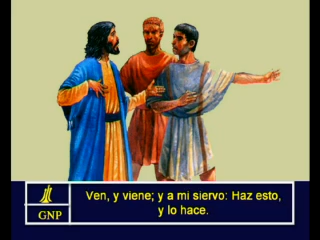 Ven, y viene; y a mi siervo: Haz esto,
y lo hace.
GNP